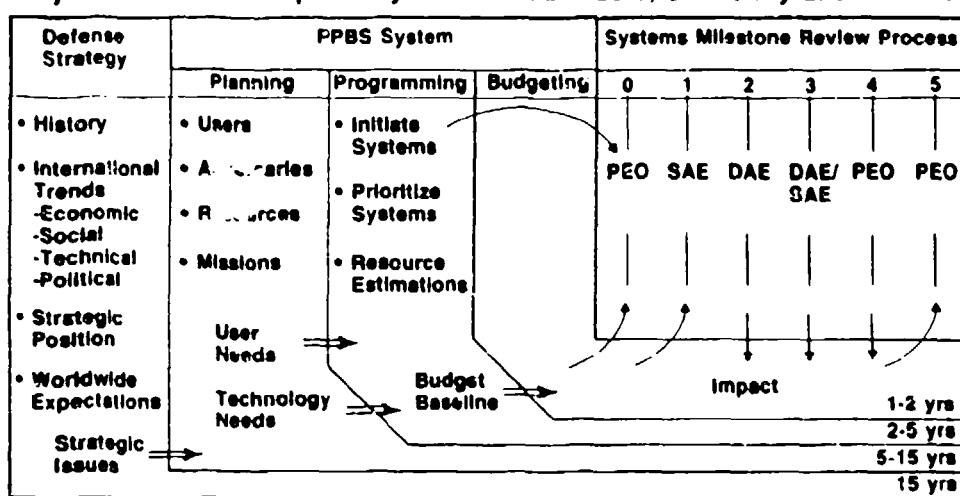 Defense
Strategy
PPBS System
Systems Milestone Review Process
Planning
Programming
Budgeting
0 1 2 3 4 5
• History
• International
Trends
-Economic
-Social
-Technical
-Political
• Strategic
Position
• Worldwide
Expectations
Strategic
Issues
• Users
• Missions
User
Needs
Technology
Needs
• Initiate
Systems
• Prioritize
Systems
• Resource
Estimations
Budget
Baseline
PEO SAE DAE DAE/ PEO PEO
SAE
Impact
1-2 yrs
2-5 yrs
5-15 yrs
15 yrs